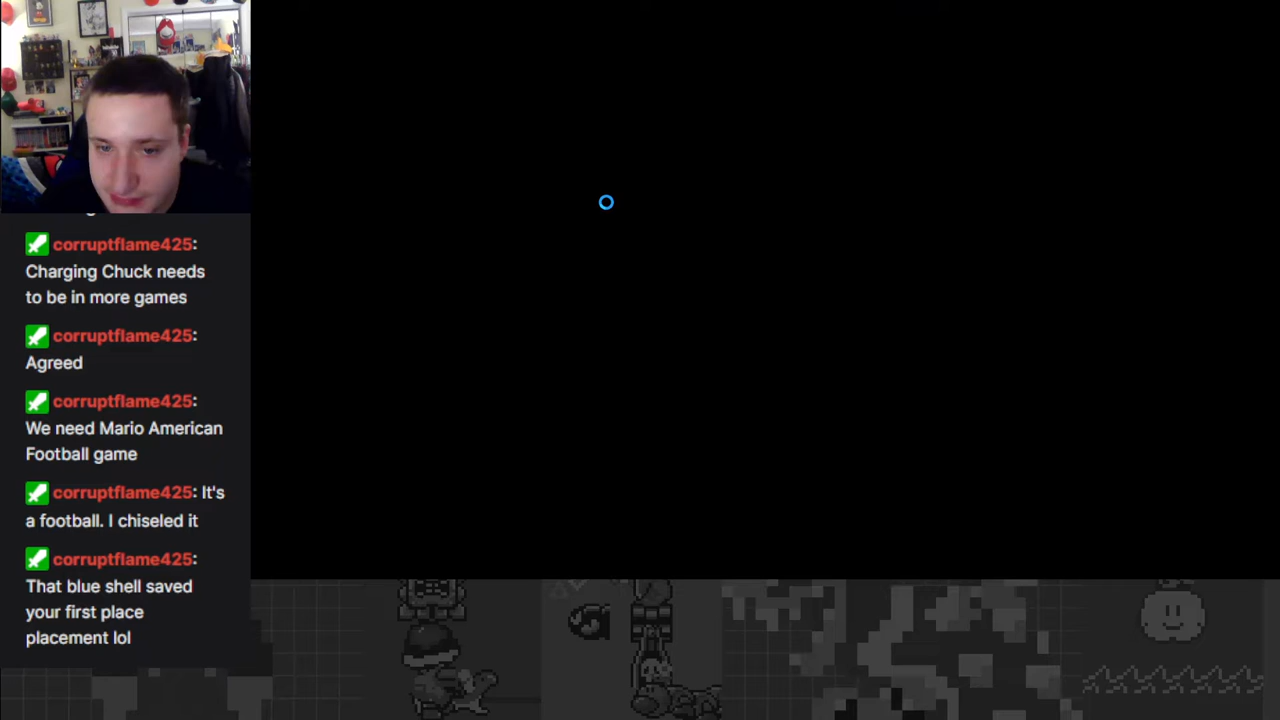 corruptflame425:
Charging Chuck needs
to be in more games
corruptflame425:
Agreed
corruptflame425:
We need Mario American
Football game
corruptflame425: It's
a football. I chiseled it
corruptflame425:
That blue shell saved
your first place
placement lol